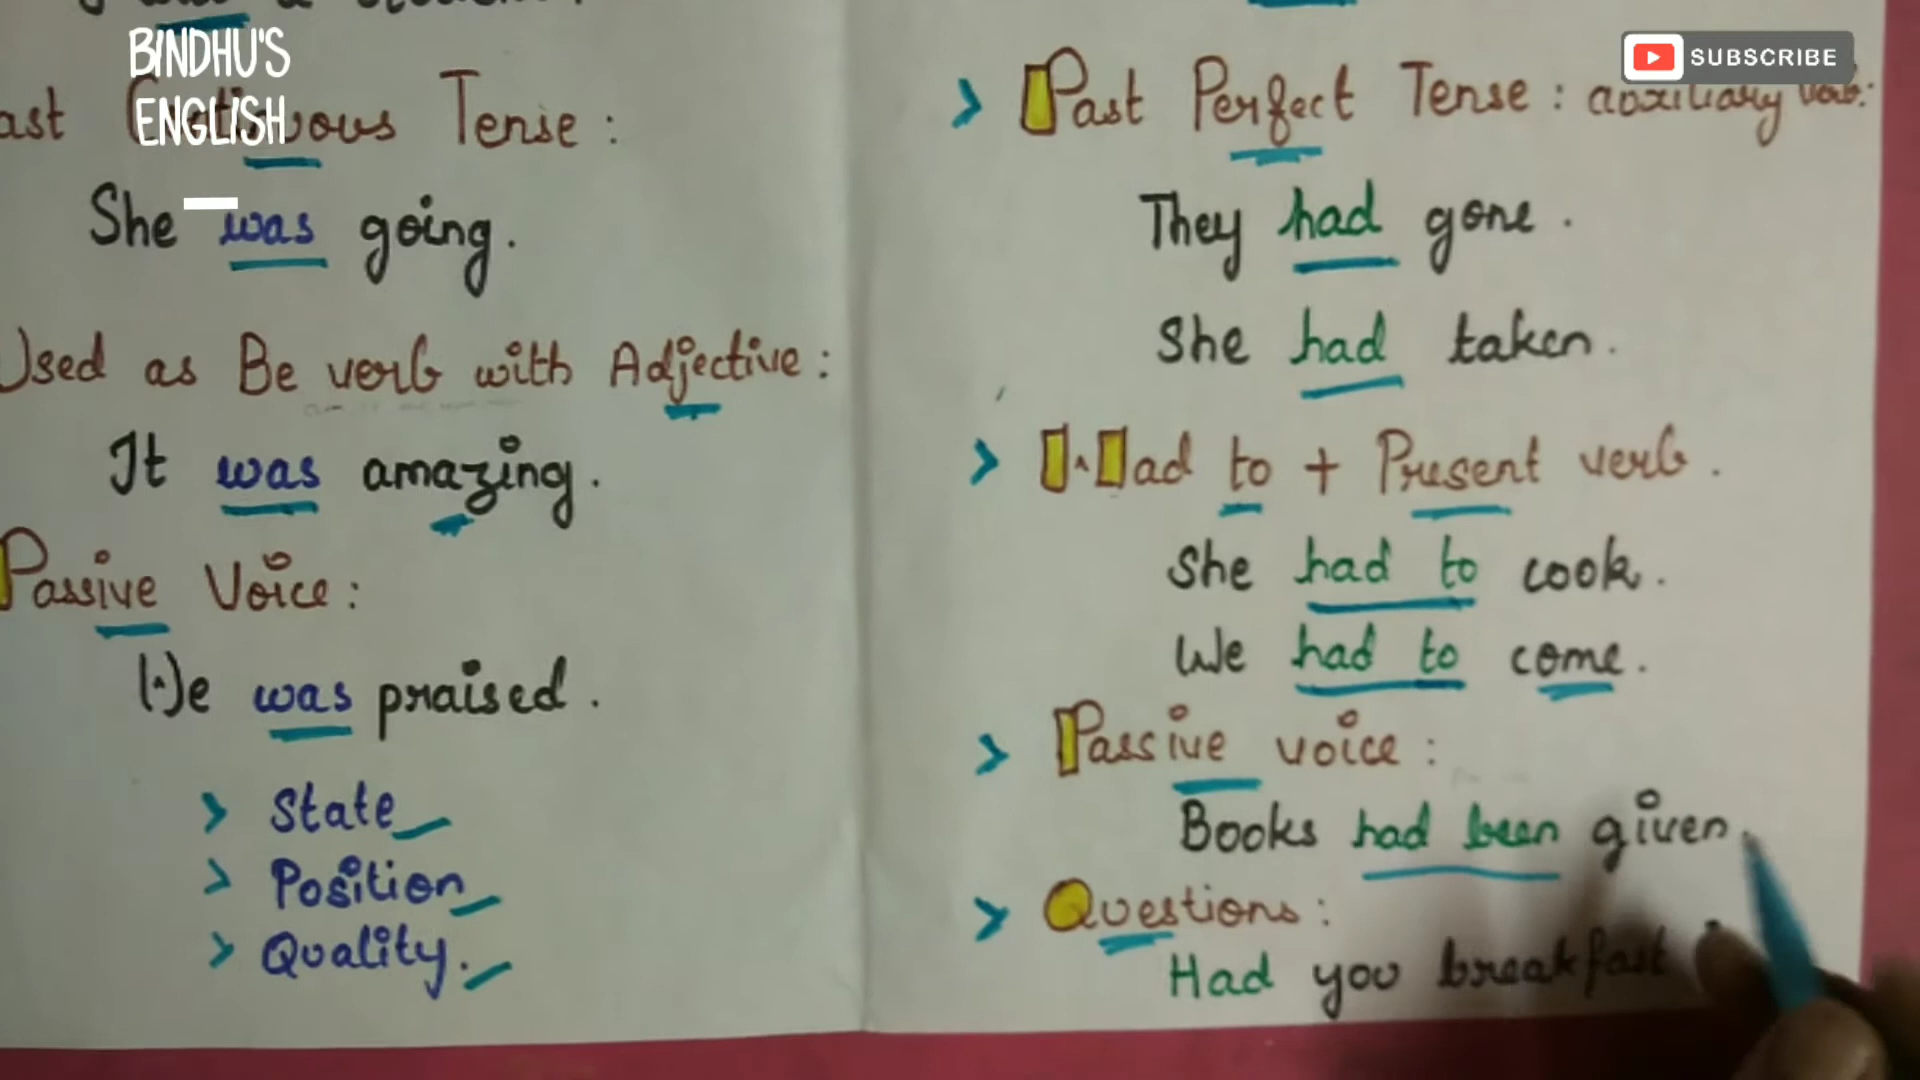 BINDHU'S
ENGLISH
Tense :
She was going.
Used as Be verb with Adjective :
It was amazing.
Passive Voice :
He was praised.
> State
> Position
> Quality.
SUBSCRIBE
> Past Perfect Tense : auxiliary verb:
They had gone.
She had taken.
> Had to + Present verb.
She had to cook.
We had to come.
> Passive voice :
Books had been given
> Questions :
Had you breakfast